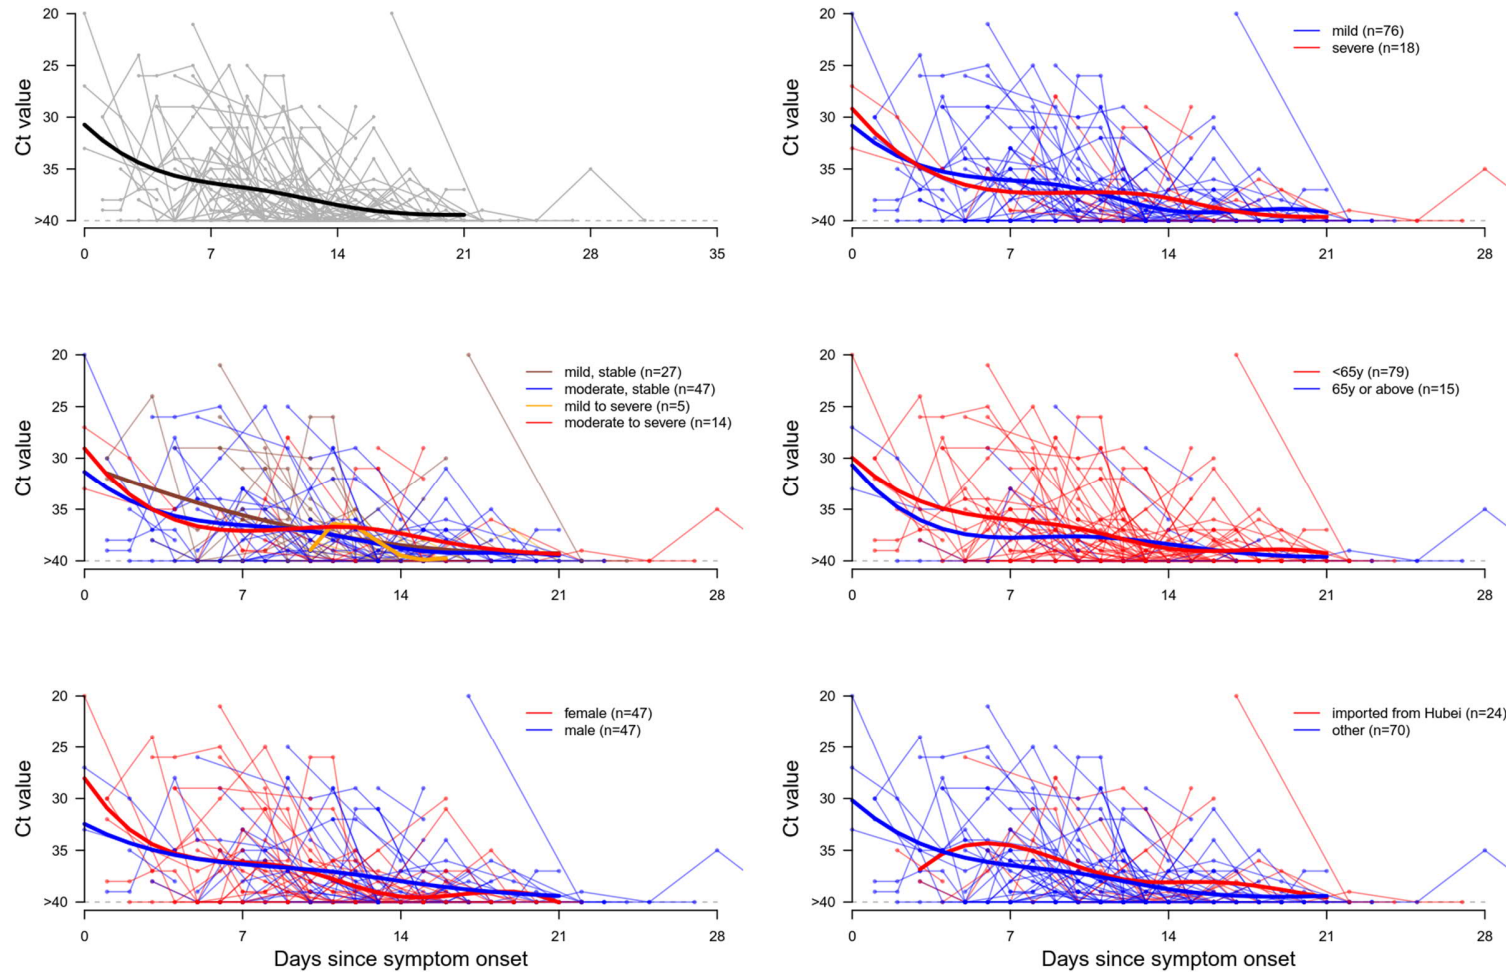 Ct value
20
25
30
35
>40
0 7 14 21 28 35
Ct value
20
25
30
35
>40
0 7 14 21 28
mild (n=76)
severe (n=18)
Ct value
20
25
30
35
>40
0 7 14 21 28
mild, stable (n=27)
moderate, stable (n=47)
mild to severe (n=5)
moderate to severe (n=14)
Ct value
20
25
30
35
>40
0 7 14 21 28
<65y (n=79)
65y or above (n=15)
Ct value
20
25
30
35
>40
0 7 14 21 28
female (n=47)
male (n=47)
Days since symptom onset
Ct value
20
25
30
35
>40
0 7 14 21 28
imported from Hubei (n=24)
other (n=70)
Days since symptom onset